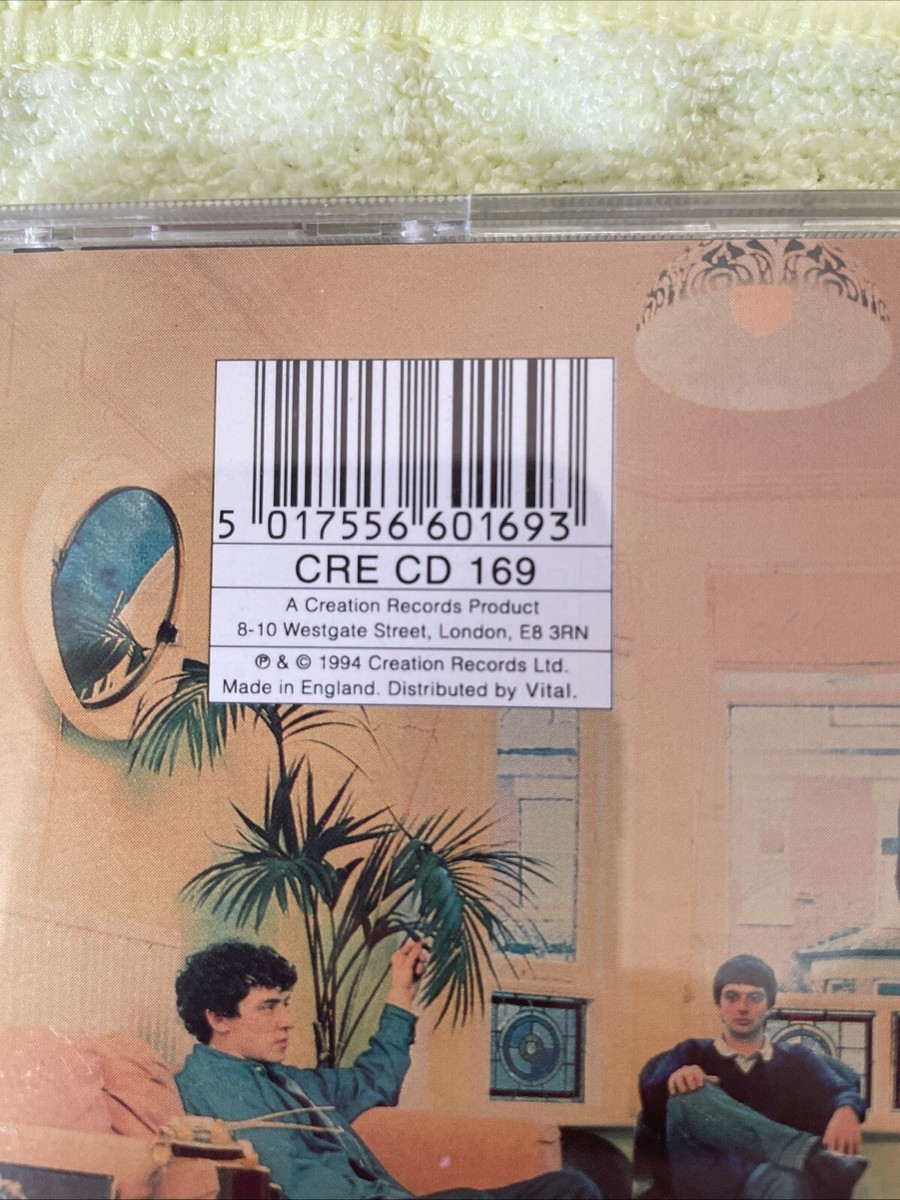 5 017556 601693
CRE CD 169
A Creation Records Product
8-10 Westgate Street, London, E8 3RN
℗ & © 1994 Creation Records Ltd.
Made in England. Distributed by Vital.